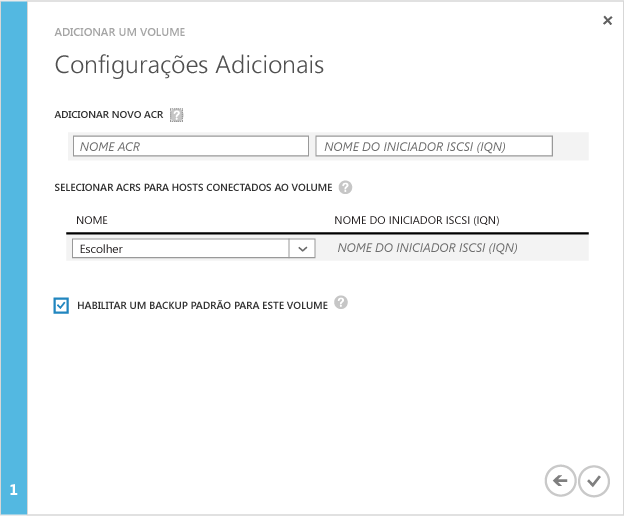 ADICIONAR UM VOLUME
Configurações Adicionais
ADICIONAR NOVO ACR ?
NOME ACR NOME DO INICIADOR ISCSI (IQN)
SELECIONAR ACRS PARA HOSTS CONECTADOS AO VOLUME ?
NOME NOME DO INICIADOR ISCSI (IQN)
Escolher NOME DO INICIADOR ISCSI (IQN)
HABILITAR UM BACKUP PADRÃO PARA ESTE VOLUME ?
1